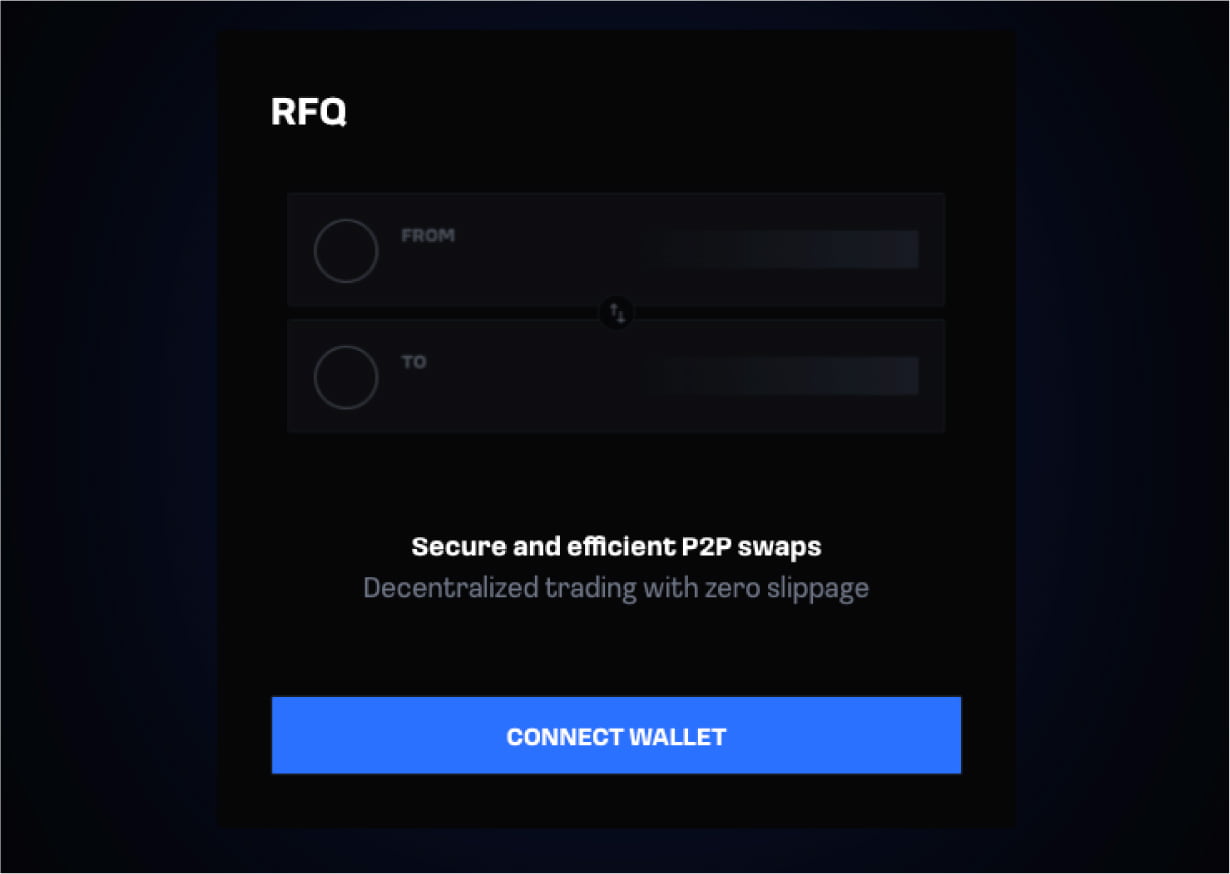 RFQ
FROM
TO
Secure and efficient P2P swaps
Decentralized trading with zero slippage
CONNECT WALLET